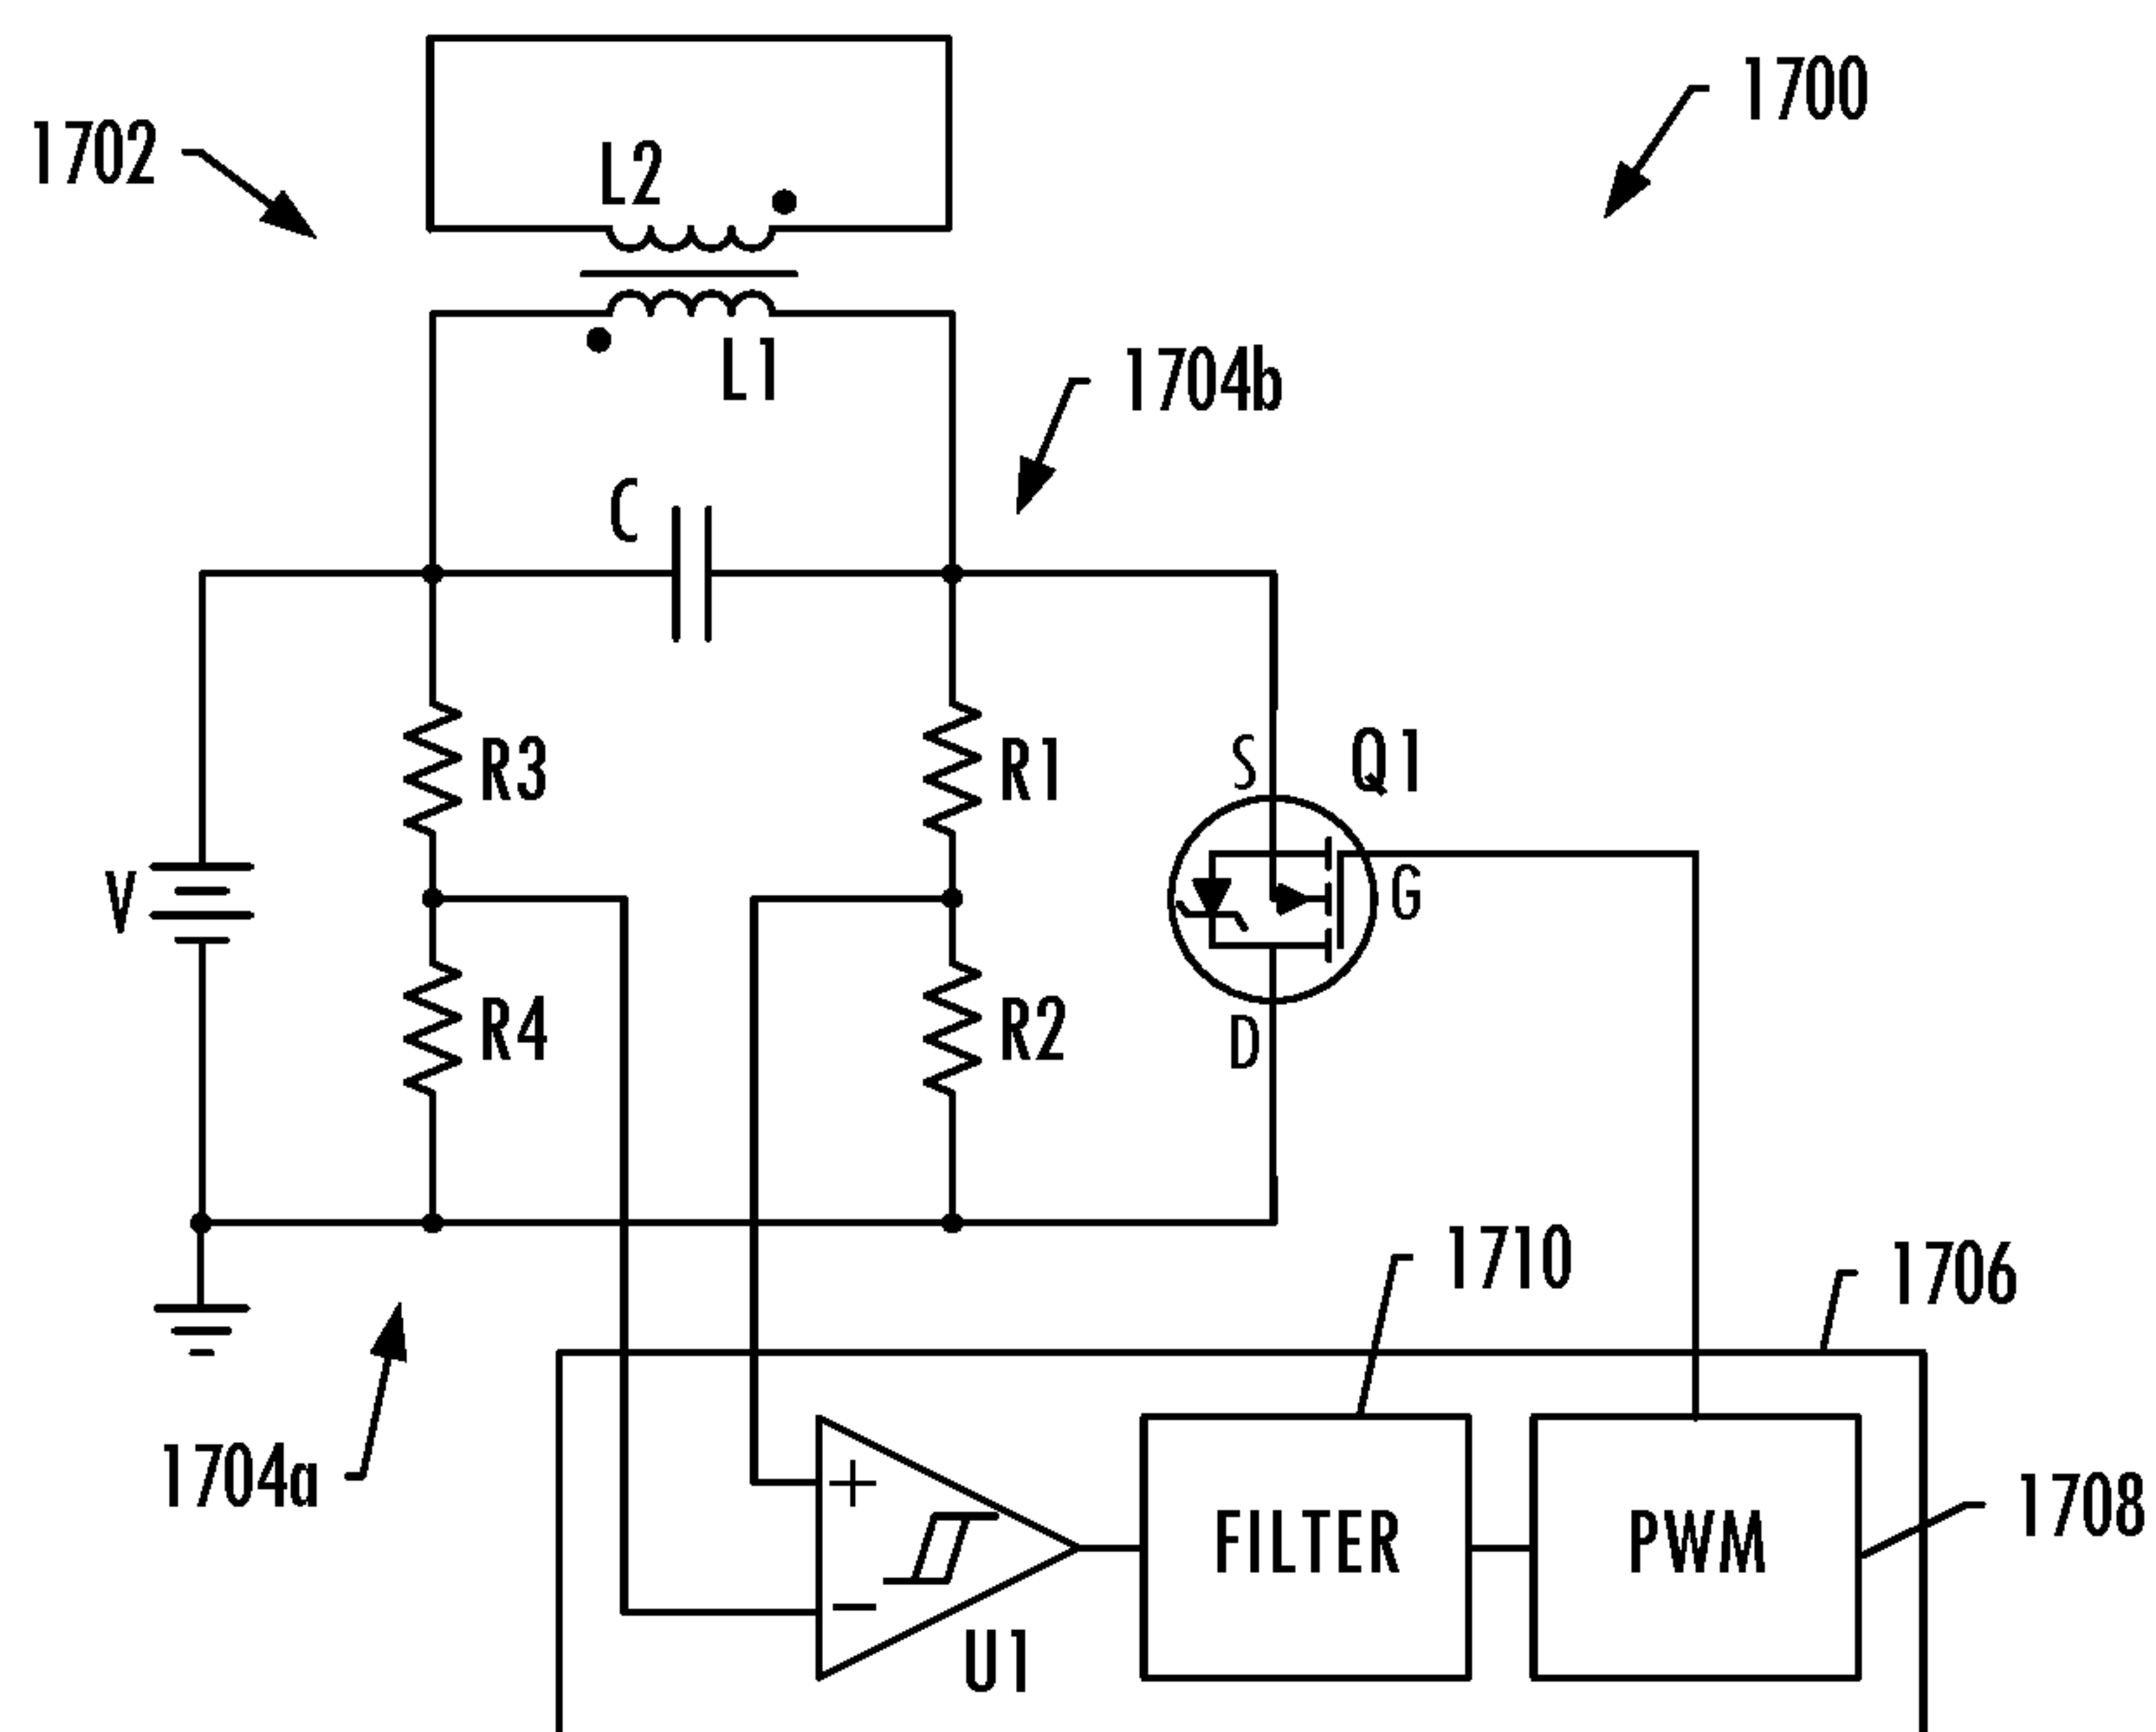 1700
1702
L2
L1
1704b
C
V
R3
R1
S
Q1
G
R4
R2
D
1710
1706
1704a
+
FILTER
PWM
1708
−
U1